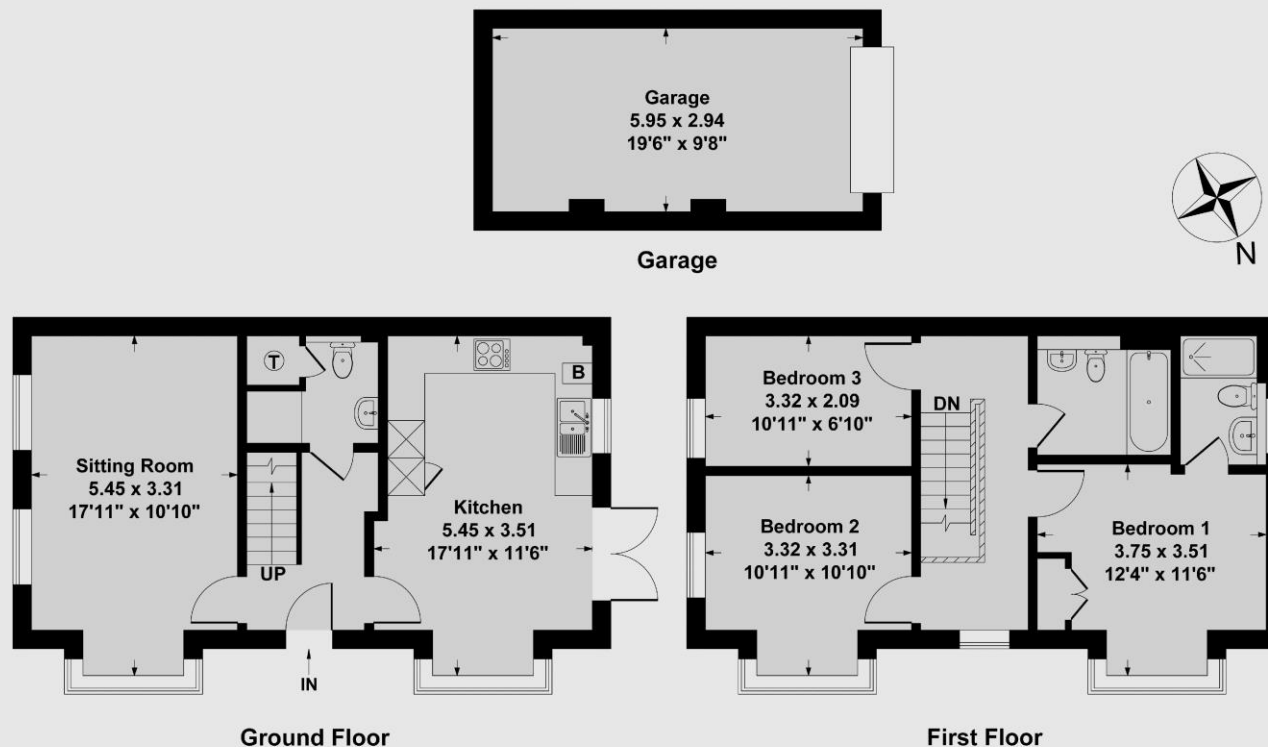 Garage
5.95 x 2.94
19'6" x 9'8"
Garage
N
T
B
Sitting Room
5.45 x 3.31
17'11" x 10'10"
UP
Kitchen
5.45 x 3.51
17'11" x 11'6"
IN
Ground Floor
Bedroom 3
3.32 x 2.09
10'11" x 6'10"
DN
Bedroom 2
3.32 x 3.31
10'11" x 10'10"
Bedroom 1
3.75 x 3.51
12'4" x 11'6"
First Floor